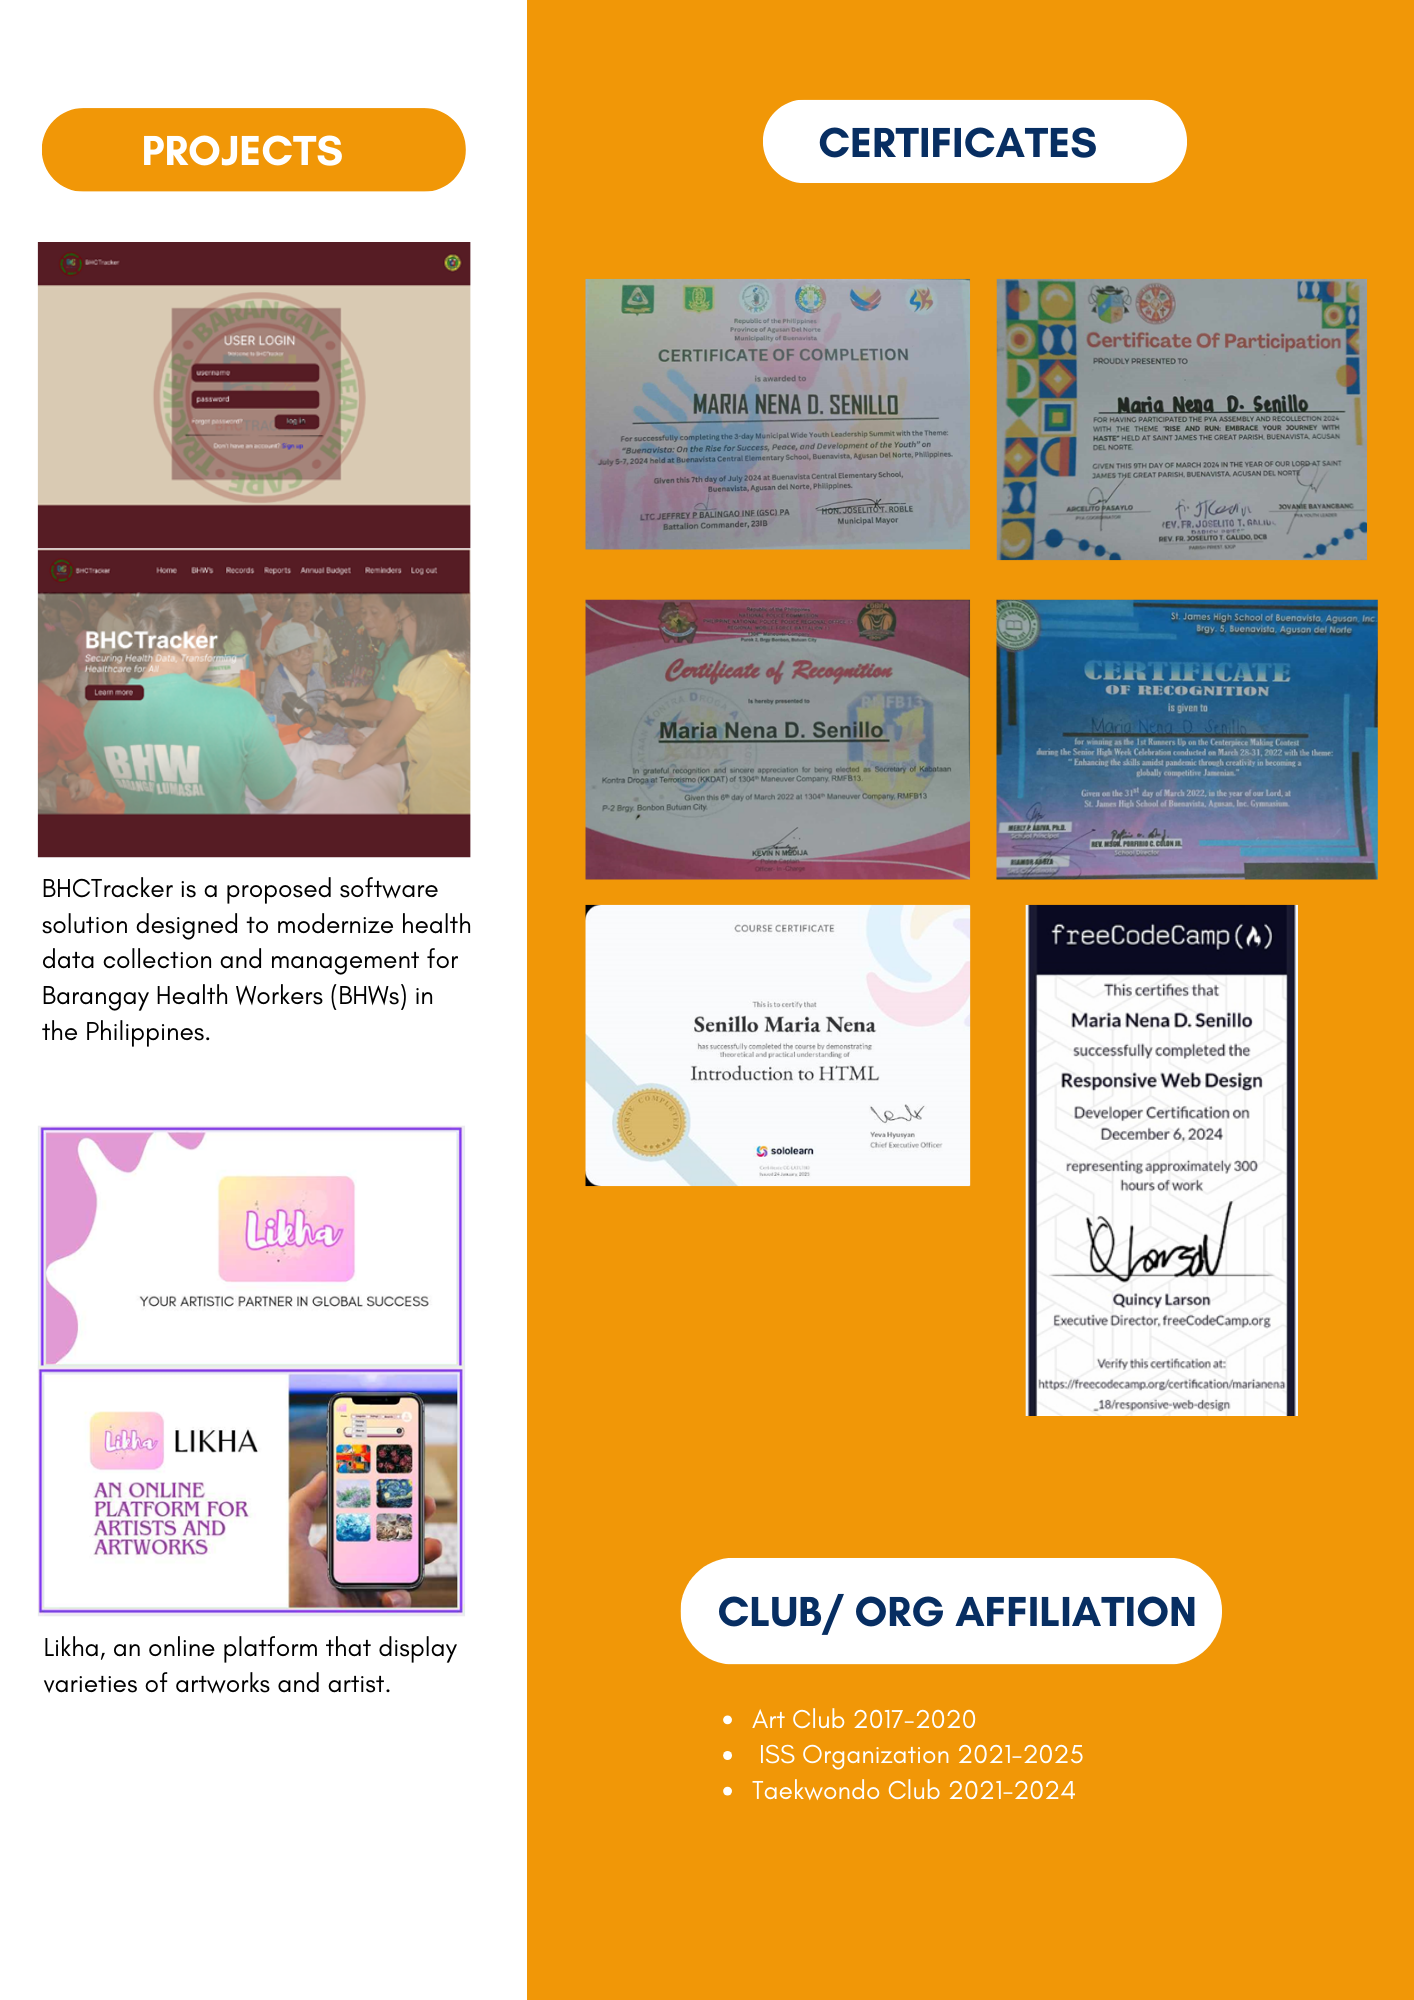 PROJECTS
BHCTracker
BARANGAY HEALTH CARE TRACKER
USER LOGIN
Welcome to BHCTracker
username
password
Forgot password?
log in
Don't have an account? Sign up
BHCTracker
Home BHWs Records Reports Annual Budget Reminders Log out
BHCTracker
Securing Health Data, Transforming
Healthcare for All
Learn more
BHW
BARANGAY LUMASAL
BHCTracker is a proposed software
solution designed to modernize health
data collection and management for
Barangay Health Workers (BHWs) in
the Philippines.
Likha
YOUR ARTISTIC PARTNER IN GLOBAL SUCCESS
Likha LIKHA
AN ONLINE
PLATFORM FOR
ARTISTS AND
ARTWORKS
Likha, an online platform that display
varieties of artworks and artist.
CERTIFICATES
Republic of the Philippines
Province of Agusan Del Norte
Municipality of Buenavista
CERTIFICATE OF COMPLETION
is awarded to
MARIA NENA D. SENILLO
For successfully completing the 3-day Municipal Wide Youth Leadership Summit with the Theme:
"Buenavista: On the Rise for Success, Peace, and Development of the Youth" on
July 5-7, 2024 held at Buenavista Central Elementary School, Buenavista, Agusan Del Norte, Philippines.
Given this 7th day of July 2024 at Buenavista Central Elementary School,
Buenavista, Agusan del Norte, Philippines.
LTC JEFFREY P BALINGAO INF (GSC) PA
Battalion Commander, 23IB
HON. JOSELITO T. ROBLE
Municipal Mayor
Certificate Of Participation
PROUDLY PRESENTED TO
Maria Nena D. Senillo
FOR HAVING PARTICIPATED THE PYA ASSEMBLY AND RECOLLECTION 2024
WITH THE THEME "RISE AND RUN: EMBRACE YOUR JOURNEY WITH
HASTE" HELD AT SAINT JAMES THE GREAT PARISH, BUENAVISTA, AGUSAN
DEL NORTE.
GIVEN THIS 9TH DAY OF MARCH 2024 IN THE YEAR OF OUR LORD AT SAINT
JAMES THE GREAT PARISH, BUENAVISTA, AGUSAN DEL NORTE
ARCELITO PASAYLO
PYA COORDINATOR
JOVANIE BAYANGBANG
PYA YOUTH LEADER
REV. FR. JOSELITO T. GALIDO, DCB
PARISH PRIEST, SJGP
Certificate of Recognition
Is hereby presented to
Maria Nena D. Senillo
In grateful recognition and sincere appreciation for being elected as Secretary of Kabataan
Kontra Droga at Terorismo (KKDAT) of 1304th Maneuver Company, RMFB13.
Given this 6th day of March 2022 at 1304th Maneuver Company, RMFB13
P-2 Brgy. Bonbon Butuan City.
KEVIN N MEDIJA
Police Captain
Officer In Charge
St. James High School of Buenavista, Agusan, Inc.
Brgy. 5, Buenavista, Agusan del Norte
CERTIFICATE
OF RECOGNITION
is given to
Maria Nena D. Senillo
for winning as the 1st Runners Up on the Centerpiece Making Contest
during the Senior High Week Celebration conducted on March 28-31, 2022 with the theme:
"Enhancing the skills amidst pandemic through creativity in becoming a
globally competitive Jamesian."
Given on the 31st day of March 2022, in the year of our Lord, at
St. James High School of Buenavista, Agusan, Inc. Gymnasium.
School Principal
REV. MSGR. PORFIRIO C. COLON JR.
School Director
COURSE CERTIFICATE
This is to certify that
Senillo Maria Nena
has successfully completed the course by demonstrating
theoretical and practical understanding of
Introduction to HTML
COURSE COMPLETED
Yeva Hyusyan
Chief Executive Officer
sololearn
Issued 24 January, 2025
freeCodeCamp
This certifies that
Maria Nena D. Senillo
successfully completed the
Responsive Web Design
Developer Certification on
December 6, 2024
representing approximately 300
hours of work
Quincy Larson
Executive Director, freeCodeCamp.org
Verify this certification at:
https://freecodecamp.org/certification/marianena
_18/responsive-web-design
CLUB/ ORG AFFILIATION
• Art Club 2017-2020
• ISS Organization 2021-2025
• Taekwondo Club 2021-2024